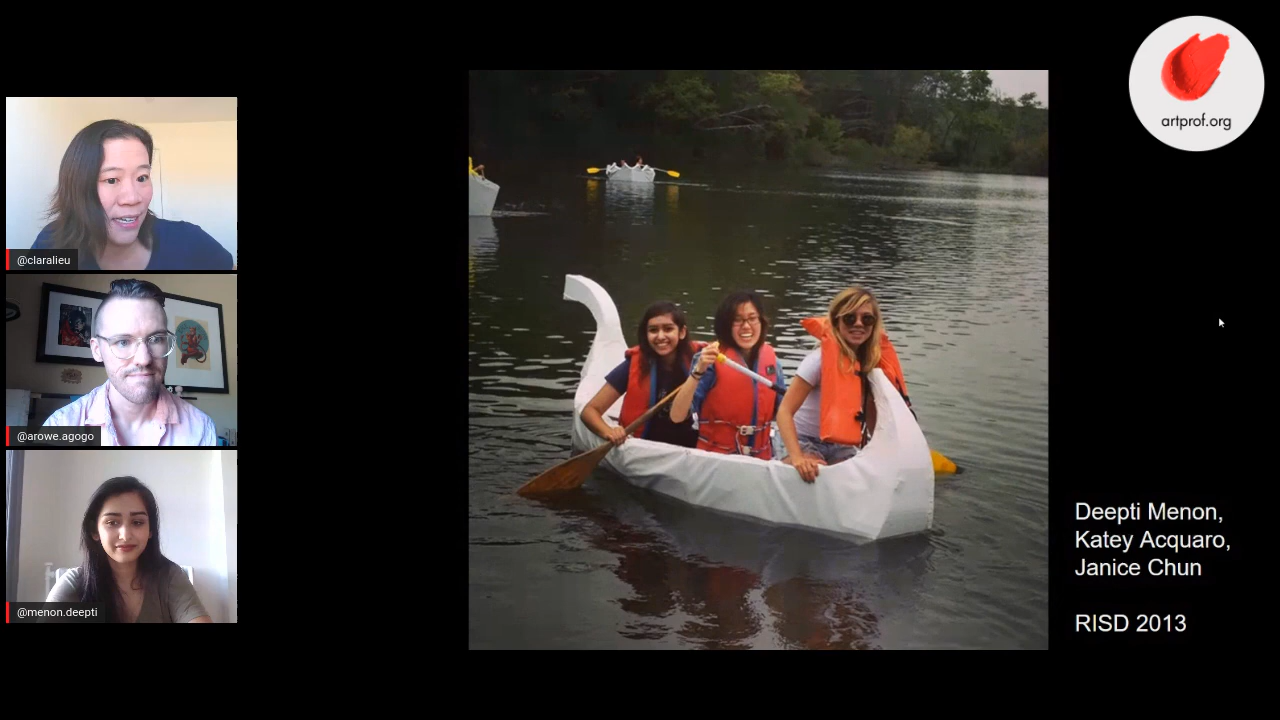 artprof.org
@claralieu
@arowe.agogo
@menon.deepti
Deepti Menon,
Katey Acquaro,
Janice Chun
RISD 2013